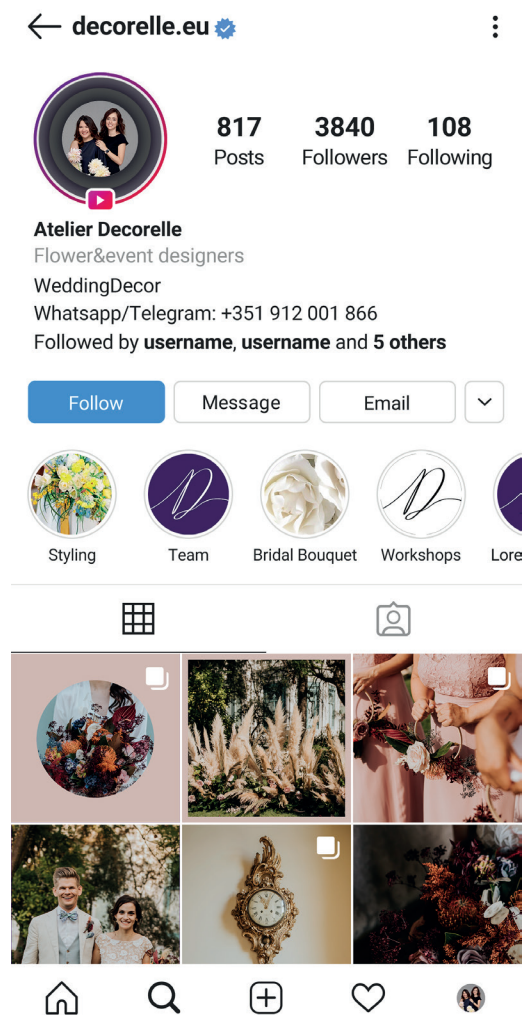 decorelle.eu
817 3840 108
Posts Followers Following
Atelier Decorelle
Flower&event designers
WeddingDecor
Whatsapp/Telegram: +351 912 001 866
Followed by username, username and 5 others
Follow Message Email
D D
Styling Team Bridal Bouquet Workshops Lore